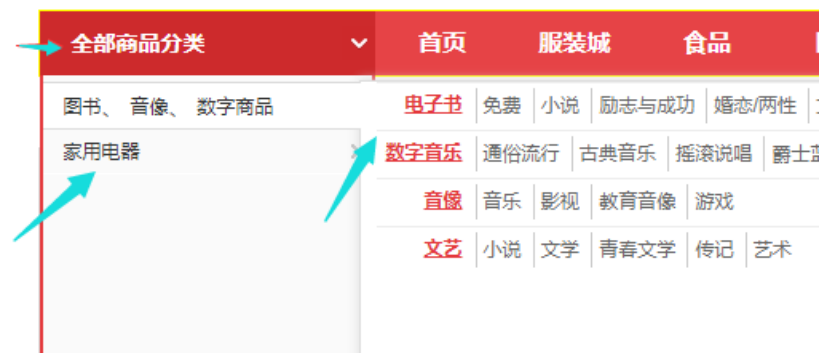 全部商品分类 首页 服装城 食品
图书、 音像、 数字商品
家用电器
电子书 免费 小说 励志与成功 婚恋/两性
数字音乐 通俗流行 古典音乐 摇滚说唱 爵士蓝
音像 音乐 影视 教育音像 游戏
文艺 小说 文学 青春文学 传记 艺术